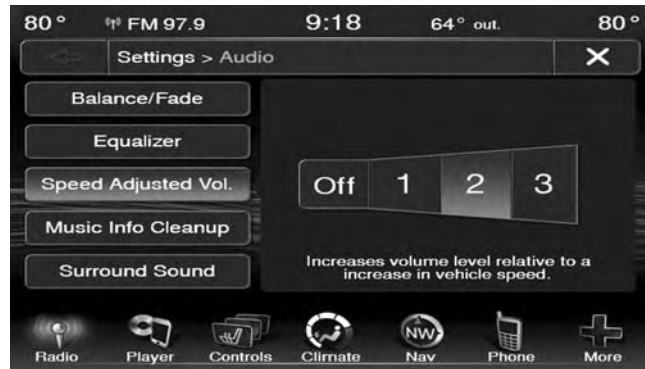 80° FM 97.9 9:18 64° out. 80°
Settings > Audio X
Balance/Fade
Equalizer
Speed Adjusted Vol.
Music Info Cleanup
Surround Sound
Off 1 2 3
Increases volume level relative to a
increase in vehicle speed.
NW
Radio Player Controls Climate Nav Phone More